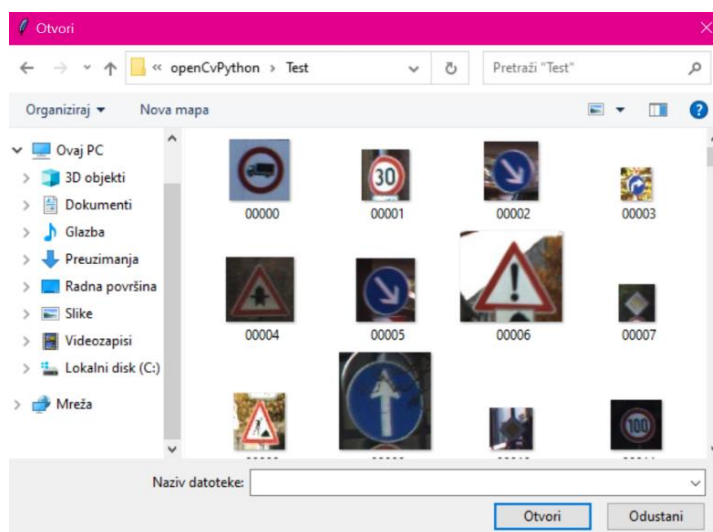 Otvori
« openCvPython > Test
Pretraži "Test"
Organiziraj
Nova mapa
Ovaj PC
3D objekti
Dokumenti
Glazba
Preuzimanja
Radna površina
Slike
Videozapisi
Lokalni disk (C:)
Mreža
30
00000
00001
00002
00003
00004
00005
00006
00007
100
Naziv datoteke:
Otvori
Odustani